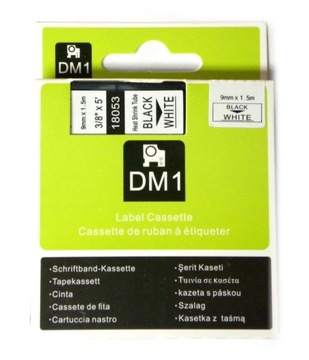 DM1
9mm x 1.5m
3/8" X 5'
18053
Heat Shrink Tube
BLACK
WHITE
9mm x 1.5m
BLACK
WHITE
DM1
Label Cassette
Cassette de ruban à étiqueter
•Schriftband-Kassette
•Tapekassett
•Cinta
•Cassette de fita
•Cartuccia nastro
•Şerit Kaseti
•Ταινία σε κασέτα
•kazeta s páskou
•Szalag
•Kasetka z taśmą